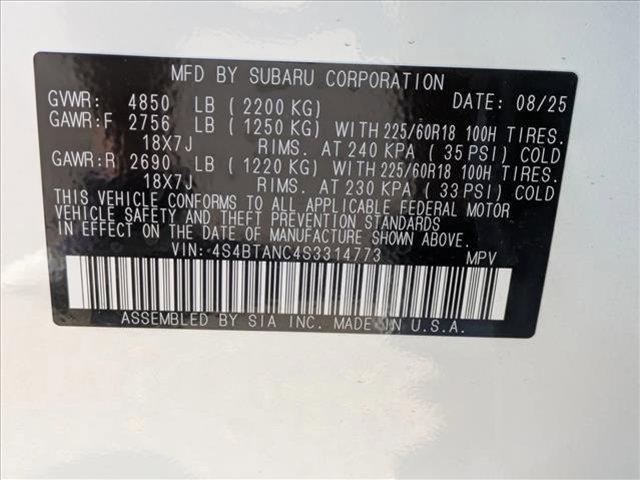 MFD BY SUBARU CORPORATION
GVWR: 4850 LB (2200 KG) DATE: 08/25
GAWR:F 2756 LB (1250 KG) WITH 225/60R18 100H TIRES.
18X7J RIMS. AT 240 KPA (35 PSI) COLD
GAWR:R 2690 LB (1220 KG) WITH 225/60R18 100H TIRES.
18X7J RIMS. AT 230 KPA (33 PSI) COLD
THIS VEHICLE CONFORMS TO ALL APPLICABLE FEDERAL MOTOR
VEHICLE SAFETY AND THEFT PREVENTION STANDARDS
IN EFFECT ON THE DATE OF MANUFACTURE SHOWN ABOVE.
VIN: 4S4BTANC4S3314773 MPV
ASSEMBLED BY SIA INC. MADE IN U.S.A.